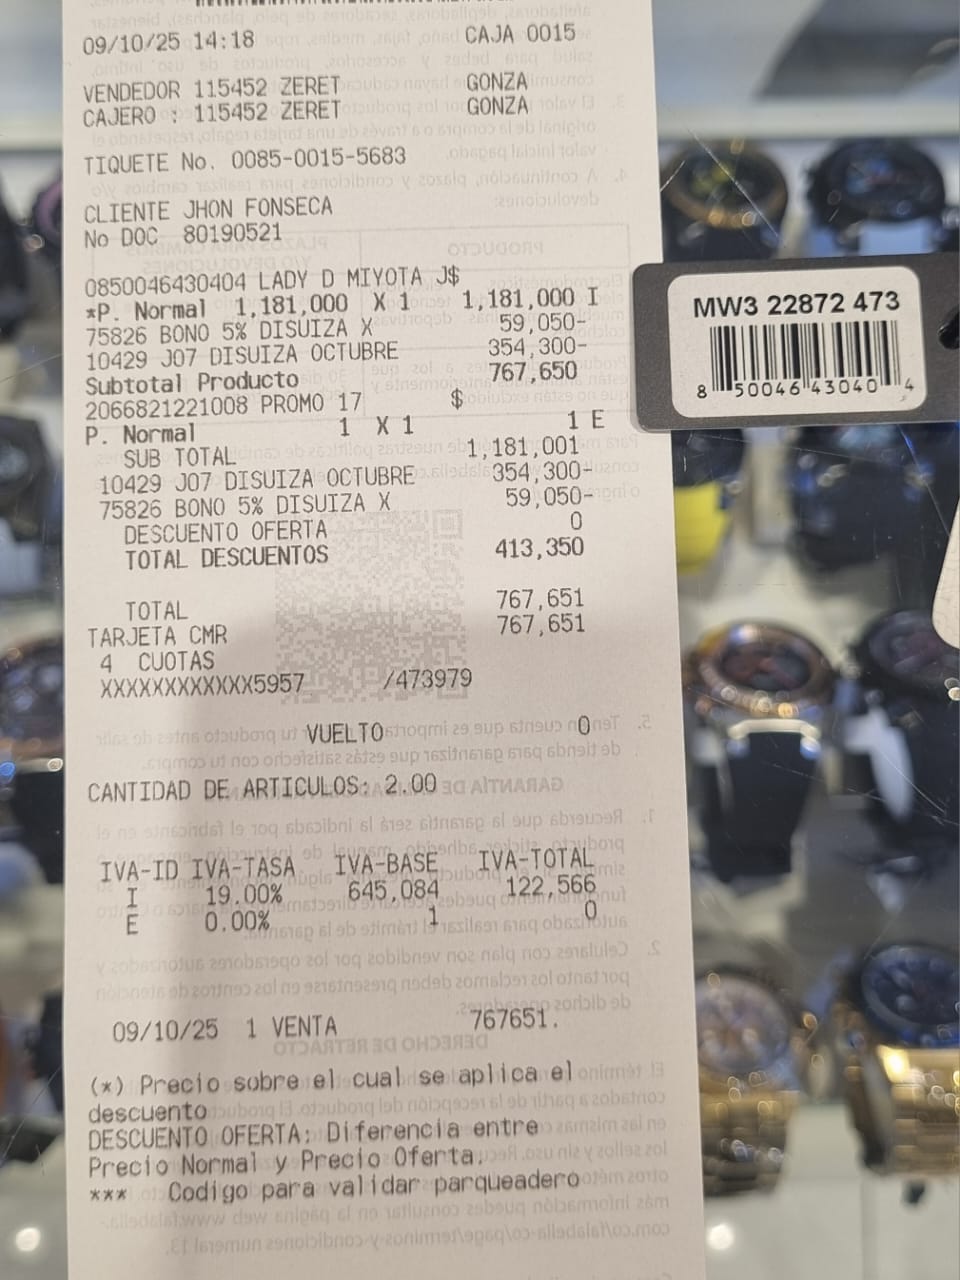 09/10/25 14:18 CAJA 0015
VENDEDOR 115452 ZERET GONZA
CAJERO : 115452 ZERET GONZA
TIQUETE No. 0085-0015-5683
CLIENTE JHON FONSECA
No DOC 80190521
0850046430404 LADY D MIYOTA J$
*P. Normal 1,181,000 X 1 1,181,000 I
75826 BONO 5% DISUIZA X 59,050-
10429 J07 DISUIZA OCTUBRE 354,300-
Subtotal Producto 767,650
2066821221008 PROMO 17 $
P. Normal 1 X 1 1 E
SUB TOTAL 1,181,001
10429 J07 DISUIZA OCTUBRE 354,300-
75826 BONO 5% DISUIZA X 59,050-
DESCUENTO OFERTA 0
TOTAL DESCUENTOS 413,350
TOTAL 767,651
TARJETA CMR 767,651
4 CUOTAS
XXXXXXXXXXXX5957 /473979
VUELTO 0
CANTIDAD DE ARTICULOS: 2.00
IVA-ID IVA-TASA IVA-BASE IVA-TOTAL
I 19.00% 645,084 122,566
E 0.00% 1 0
09/10/25 1 VENTA 767651.
(*) Precio sobre el cual se aplica el
descuento
DESCUENTO OFERTA: Diferencia entre
Precio Normal y Precio Oferta.
*** Codigo para validar parqueadero
MW3 22872 473
8 50046 43040 4